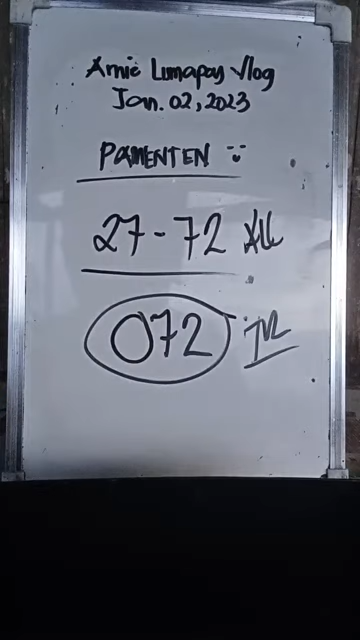 Arnie Lumapay Vlog
Jan. 02, 2023
PAMENTEN
27-72 ALL
072